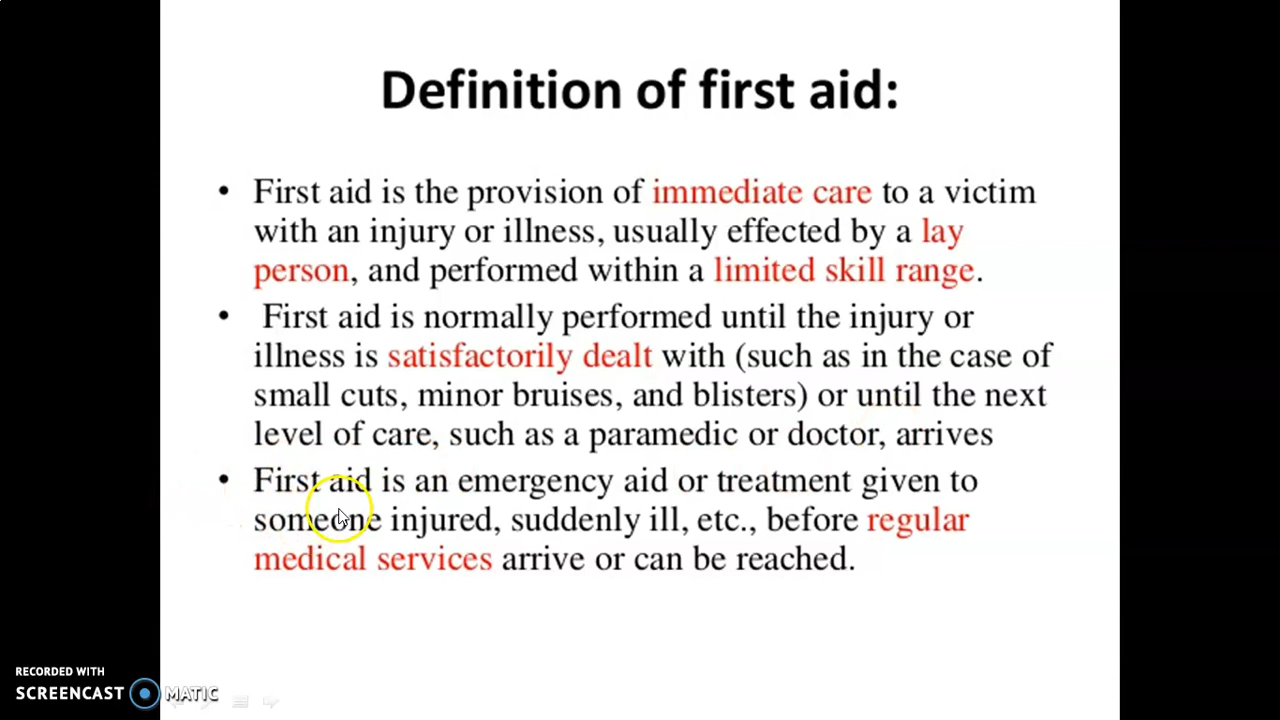 Definition of first aid:
• First aid is the provision of immediate care to a victim
with an injury or illness, usually effected by a lay
person, and performed within a limited skill range.
• First aid is normally performed until the injury or
illness is satisfactorily dealt with (such as in the case of
small cuts, minor bruises, and blisters) or until the next
level of care, such as a paramedic or doctor, arrives
• First aid is an emergency aid or treatment given to
someone injured, suddenly ill, etc., before regular
medical services arrive or can be reached.
RECORDED WITH
SCREENCAST MATIC